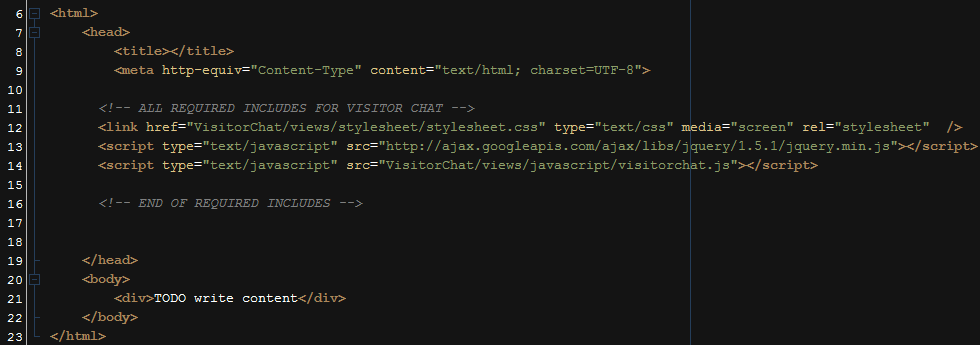 6 <html>
7 <head>
8 <title></title>
9 <meta http-equiv="Content-Type" content="text/html; charset=UTF-8">
10
11 <!-- ALL REQUIRED INCLUDES FOR VISITOR CHAT -->
12 <link href="VisitorChat/views/stylesheet/stylesheet.css" type="text/css" media="screen" rel="stylesheet"  />
13 <script type="text/javascript" src="http://ajax.googleapis.com/ajax/libs/jquery/1.5.1/jquery.min.js"></script>
14 <script type="text/javascript" src="VisitorChat/views/javascript/visitorchat.js"></script>
15
16 <!-- END OF REQUIRED INCLUDES -->
17
18
19 </head>
20 <body>
21 <div>TODO write content</div>
22 </body>
23 </html>